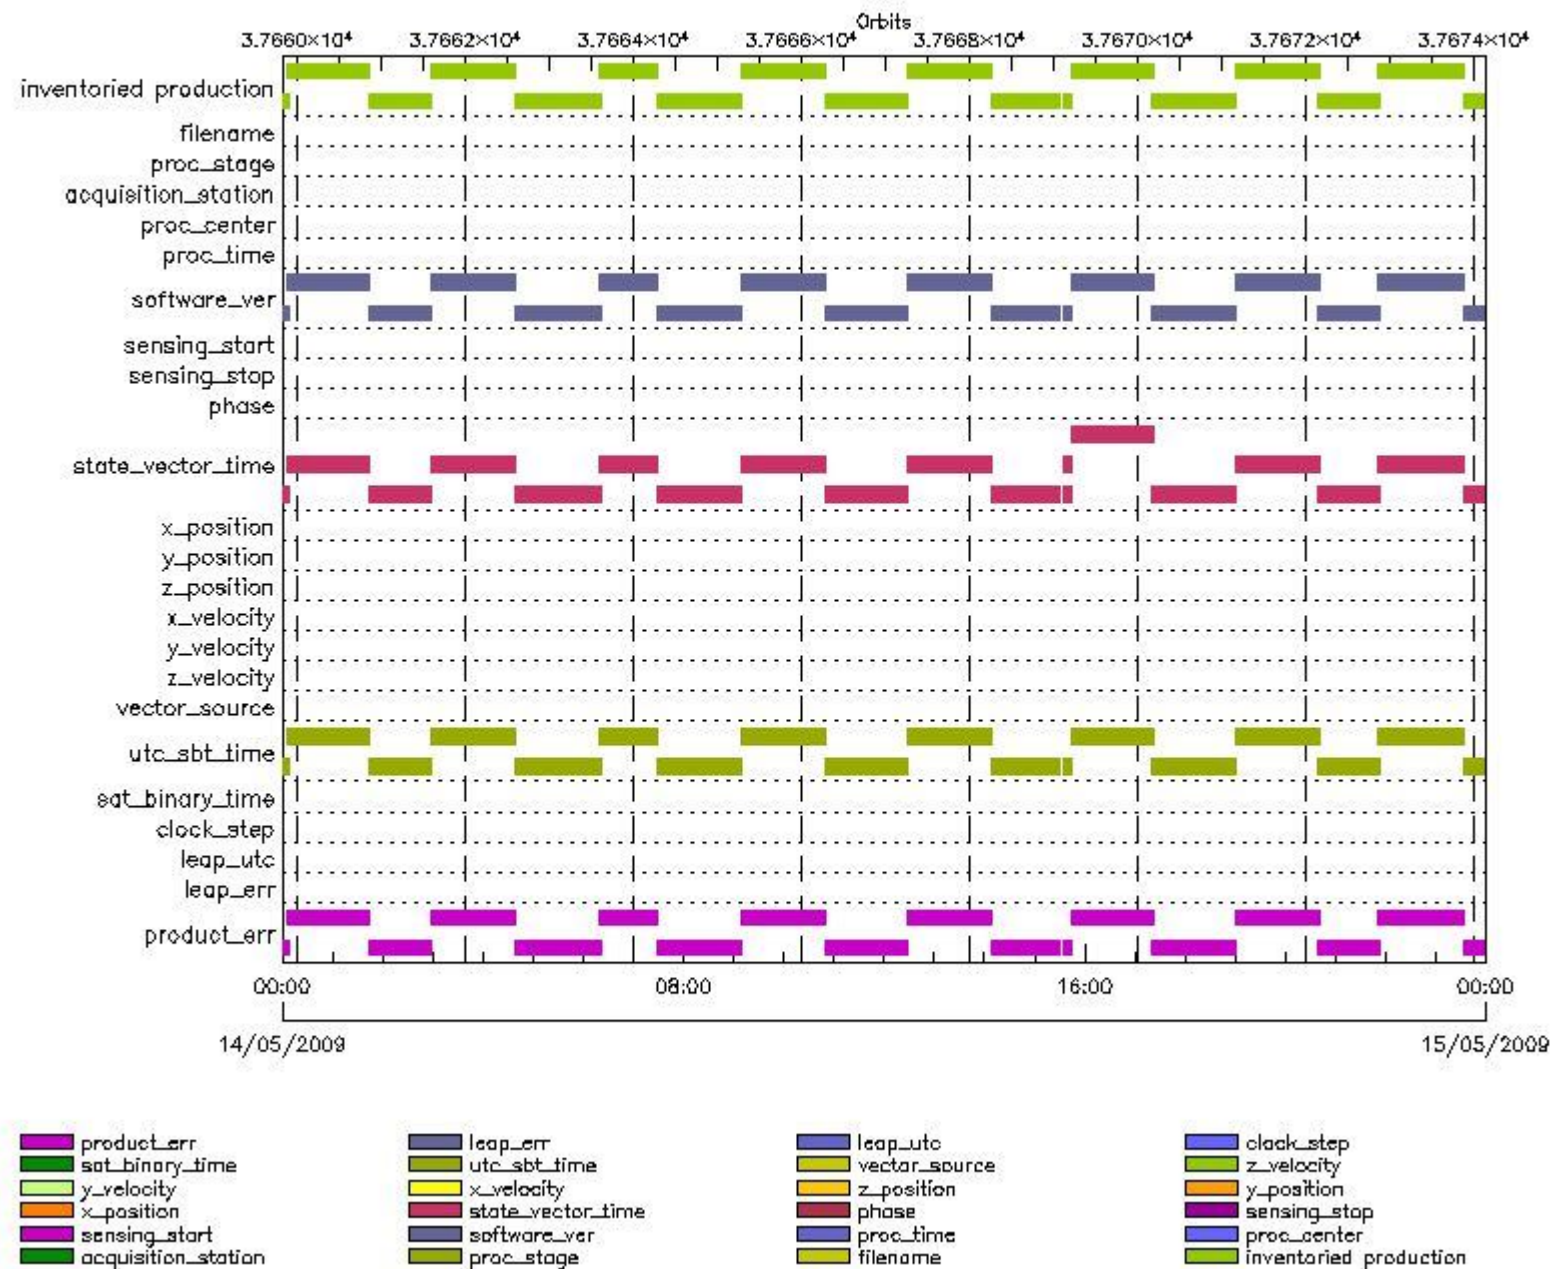 Orbits
3.7660×10⁴ 3.7662×10⁴ 3.7664×10⁴ 3.7666×10⁴ 3.7668×10⁴ 3.7670×10⁴ 3.7672×10⁴ 3.7674×10⁴
inventoried production
filename
proc_stage
acquisition_station
proc_center
proc_time
software_ver
sensing_start
sensing_stop
phase
state_vector_time
x_position
y_position
z_position
x_velocity
y_velocity
z_velocity
vector_source
utc_sbt_time
sat_binary_time
clock_step
leap_utc
leap_err
product_err
00:00 08:00 16:00 00:00
14/05/2009 15/05/2009
product_err leap_err leap_utc clock_step
sat_binary_time utc_sbt_time vector_source z_velocity
y_velocity x_velocity z_position y_position
x_position state_vector_time phase sensing_stop
sensing_start software_ver proc_time proc_center
acquisition_station proc_stage filename inventoried production